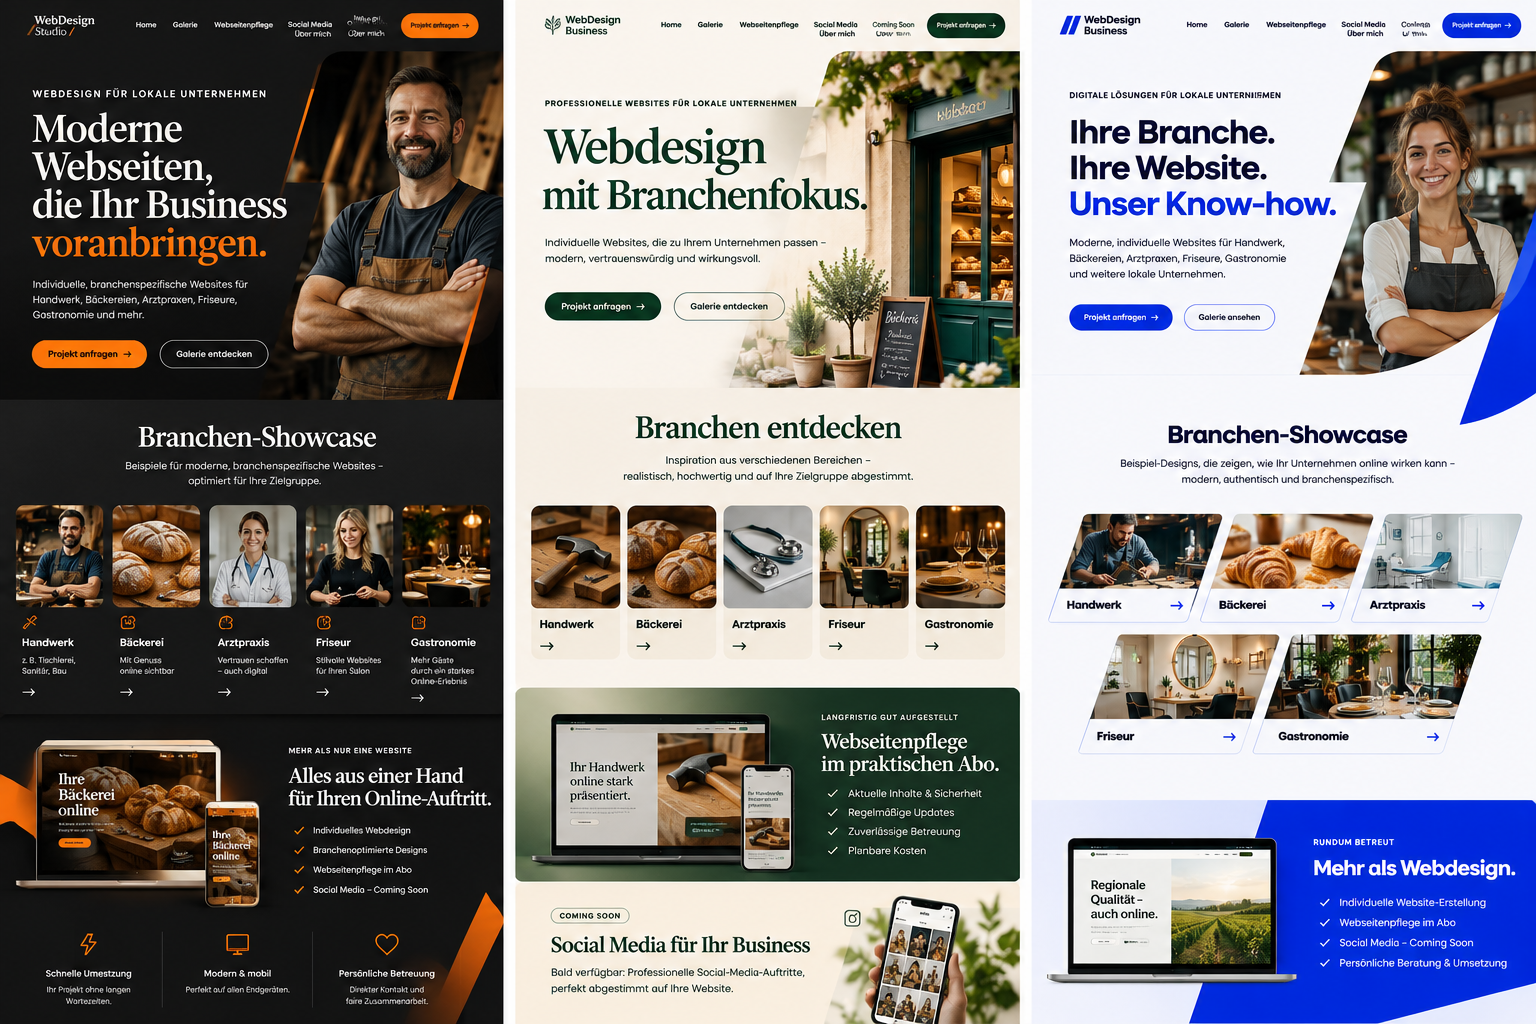 WebDesign
Studio
Home
Galerie
Webseitenpflege
Social Media
Über mich
Über mich
Projekt anfragen →
WEBDESIGN FÜR LOKALE UNTERNEHMEN
Moderne
Webseiten,
die Ihr Business
voranbringen.
Individuelle, branchenspezifische Websites für
Handwerk, Bäckereien, Arztpraxen, Friseure,
Gastronomie und mehr.
Projekt anfragen →
Galerie entdecken
Branchen-Showcase
Beispiele für moderne, branchenspezifische Websites –
optimiert für Ihre Zielgruppe.
Handwerk
z. B. Tischlerei,
Sanitär, Bau
→
Bäckerei
Mit Genuss
online sichtbar
→
Arztpraxis
Vertrauen schaffen
– auch digital
→
Friseur
Stilvolle Websites
für Ihren Salon
→
Gastronomie
Mehr Gäste
durch ein starkes
Online-Erlebnis
→
Ihre
Bäckerei
online
Ihre
Bäckerei
online
MEHR ALS NUR EINE WEBSITE
Alles aus einer Hand
für Ihren Online-Auftritt.
Individuelles Webdesign
Branchenoptimierte Designs
Webseitenpflege im Abo
Social Media – Coming Soon
Schnelle Umestzung
Ihr Projekt ohne langen
Wartezeiten.
Modern & mobil
Perfekt auf allen Endgeräten.
Persönliche Betreuung
Direkter Kontakt und
faire Zusammenarbeit.
WebDesign
Business
Home
Galerie
Webseitenpflege
Social Media
Über mich
Coming Soon
Projekt anfragen →
PROFESSIONELLE WEBSITES FÜR LOKALE UNTERNEHMEN
Webdesign
mit Branchenfokus.
Individuelle Websites, die zu Ihrem Unternehmen passen –
modern, vertrauenswürdig und wirkungsvoll.
Projekt anfragen →
Galerie entdecken
Bäckerei
Branchen entdecken
Inspiration aus verschiedenen Bereichen –
realistisch, hochwertig und auf Ihre Zielgruppe abgestimmt.
Handwerk
→
Bäckerei
→
Arztpraxis
→
Friseur
→
Gastronomie
→
Ihr Handwerk
online stark
präsentiert.
LANGFRISTIG GUT AUFGESTELLT
Webseitenpflege
im praktischen Abo.
Aktuelle Inhalte & Sicherheit
Regelmäßige Updates
Zuverlässige Betreuung
Planbare Kosten
COMING SOON
Social Media für Ihr Business
Bald verfügbar: Professionelle Social-Media-Auftritte,
perfekt abgestimmt auf Ihre Website.
WebDesign
Business
Home
Galerie
Webseitenpflege
Social Media
Über mich
Projekt anfragen →
DIGITALE LÖSUNGEN FÜR LOKALE UNTERNEHMEN
Ihre Branche.
Ihre Website.
Unser Know-how.
Moderne, individuelle Websites für Handwerk,
Bäckereien, Arztpraxen, Friseure, Gastronomie
und weitere lokale Unternehmen.
Projekt anfragen →
Galerie ansehen
Branchen-Showcase
Beispiel-Designs, die zeigen, wie Ihr Unternehmen online wirken kann –
modern, authentisch und branchenspezifisch.
Handwerk →
Bäckerei →
Arztpraxis →
Friseur →
Gastronomie →
Regionale
Qualität –
auch online.
RUNDUM BETREUT
Mehr als Webdesign.
Individuelle Website-Erstellung
Webseitenpflege im Abo
Social Media – Coming Soon
Persönliche Beratung & Umsetzung